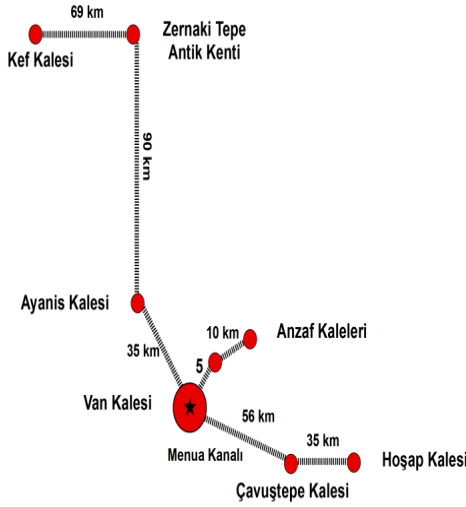 69 km
Zernaki Tepe
Antik Kenti
Kef Kalesi
90 km
Ayanis Kalesi
10 km
Anzaf Kaleleri
35 km
5
Van Kalesi
56 km
Menua Kanalı
35 km
Hoşap Kalesi
Çavuştepe Kalesi